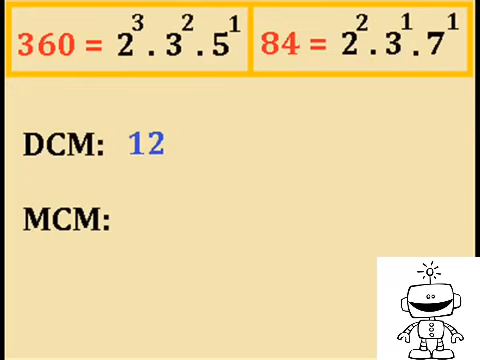 360 = 2³ . 3² . 5¹
84 = 2² . 3¹ . 7¹
DCM: 12
MCM: